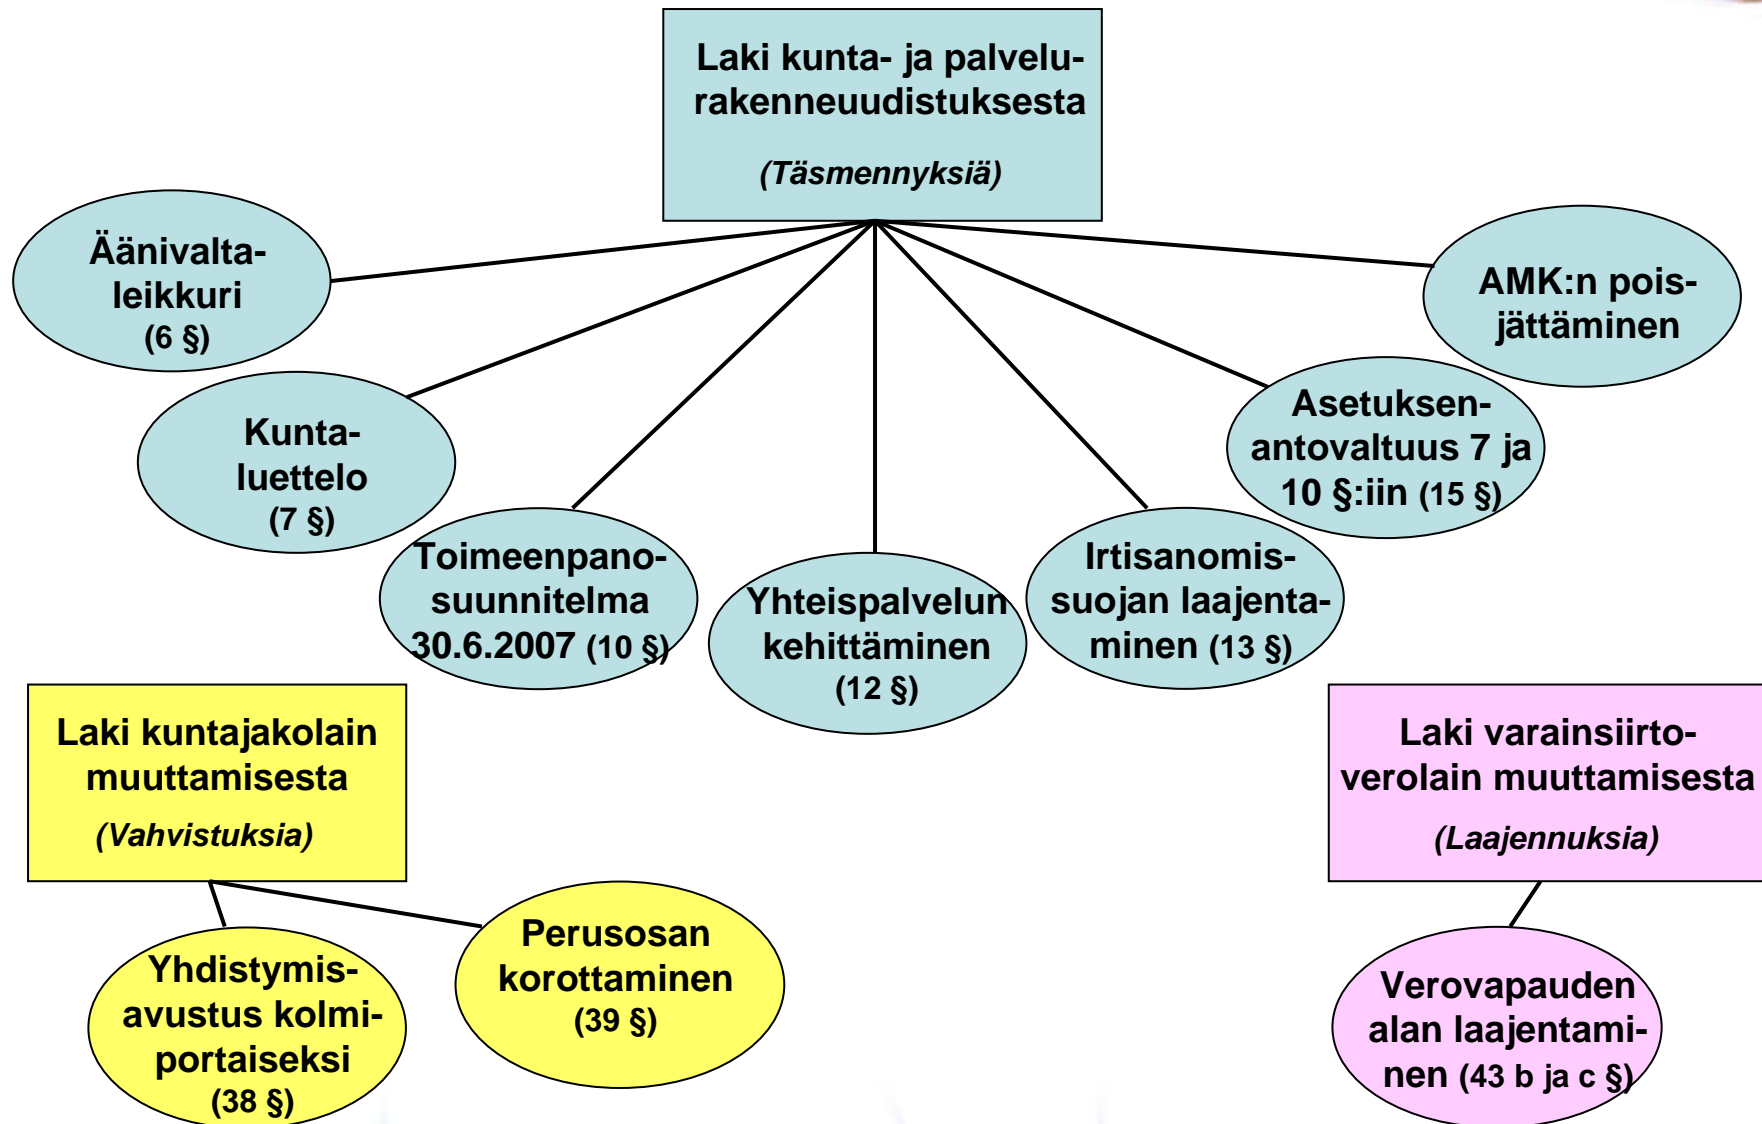 Laki kunta- ja palvelu-
rakenneuudistuksesta
(Täsmennyksiä)
Äänivalta-
leikkuri
(6 §)
Kunta-
luettelo
(7 §)
Toimeenpano-
suunnitelma
30.6.2007 (10 §)
Yhteispalvelun
kehittäminen
(12 §)
Irtisanomis-
suojan laajenta-
minen (13 §)
Asetuksen-
antovaltuus 7 ja
10 §:iin (15 §)
AMK:n pois-
jättäminen
Laki kuntajakolain
muuttamisesta
(Vahvistuksia)
Yhdistymis-
avustus kolmi-
portaiseksi
(38 §)
Perusosan
korottaminen
(39 §)
Laki varainsiirto-
verolain muuttamisesta
(Laajennuksia)
Verovapauden
alan laajentami-
nen (43 b ja c §)